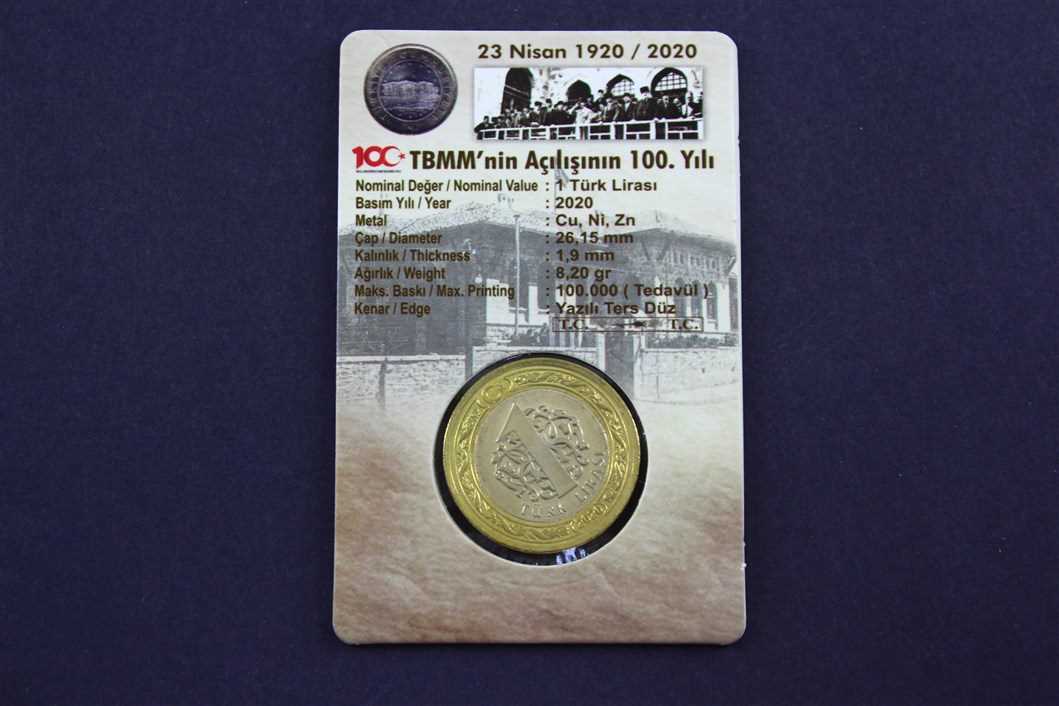 23 Nisan 1920 / 2020
100 TBMM'nin Açılışının 100. Yılı
Nominal Değer / Nominal Value : 1 Türk Lirası
Basım Yılı / Year : 2020
Metal : Cu, Ni, Zn
Çap / Diameter : 26,15 mm
Kalınlık / Thickness : 1,9 mm
Ağırlık / Weight : 8,20 gr
Maks. Baskı / Max. Printing : 100.000 ( Tedavül )
Kenar / Edge : Yazılı Ters Düz
T.C. T.C.
1
TÜRK LİRASI
2020